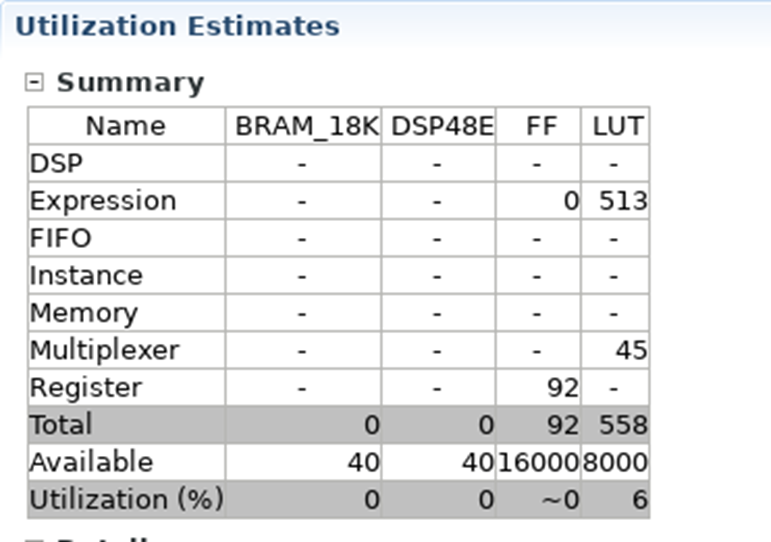 Utilization Estimates
Summary
Name BRAM_18K DSP48E FF LUT
DSP - - - -
Expression - - 0 513
FIFO - - - -
Instance - - - -
Memory - - - -
Multiplexer - - - 45
Register - - 92 -
Total 0 0 92 558
Available 40 40 16000 8000
Utilization (%) 0 0 ~0 6